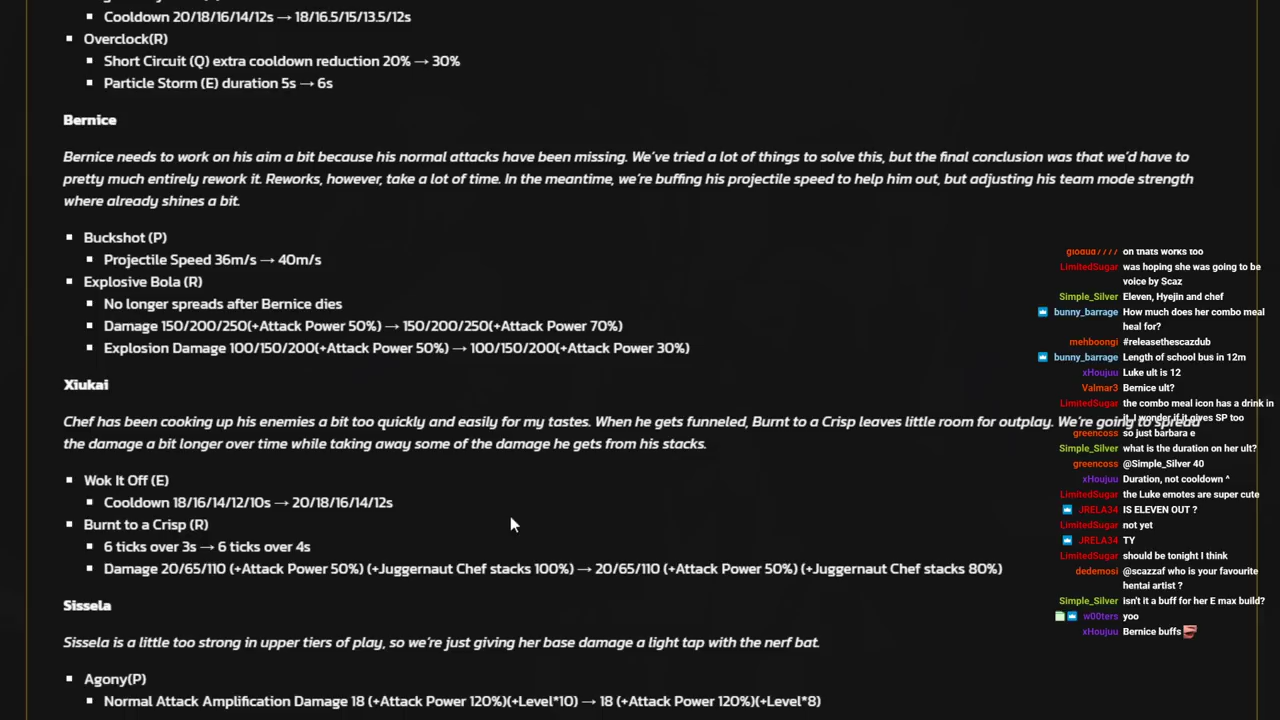 Cooldown 20/18/16/14/12s → 18/16.5/15/13.5/12s
Overclock(R)
Short Circuit (Q) extra cooldown reduction 20% → 30%
Particle Storm (E) duration 5s → 6s
Bernice
Bernice needs to work on his aim a bit because his normal attacks have been missing. We've tried a lot of things to solve this, but the final conclusion was that we'd have to
pretty much entirely rework it. Reworks, however, take a lot of time. In the meantime, we're buffing his projectile speed to help him out, but adjusting his team mode strength
where already shines a bit.
Buckshot (P)
Projectile Speed 36m/s → 40m/s
Explosive Bola (R)
No longer spreads after Bernice dies
Damage 150/200/250(+Attack Power 50%) → 150/200/250(+Attack Power 70%)
Explosion Damage 100/150/200(+Attack Power 50%) → 100/150/200(+Attack Power 30%)
Xiukai
Chef has been cooking up his enemies a bit too quickly and easily for my tastes. When he gets funneled, Burnt to a Crisp leaves little room for outplay. We're going to spread
the damage a bit longer over time while taking away some of the damage he gets from his stacks.
Wok It Off (E)
Cooldown 18/16/14/12/10s → 20/18/16/14/12s
Burnt to a Crisp (R)
6 ticks over 3s → 6 ticks over 4s
Damage 20/65/110 (+Attack Power 50%) (+Juggernaut Chef stacks 100%) → 20/65/110 (+Attack Power 50%) (+Juggernaut Chef stacks 80%)
Sissela
Sissela is a little too strong in upper tiers of play, so we're just giving her base damage a light tap with the nerf bat.
Agony(P)
Normal Attack Amplification Damage 18 (+Attack Power 120%)(+Level*10) → 18 (+Attack Power 120%)(+Level*8)
on thats works too
LimitedSugar was hoping she was going to be
voice by Scaz
Simple_Silver Eleven, Hyejin and chef
bunny_barrage How much does her combo meal
heal for?
mehboongi #releasethescazdub
bunny_barrage Length of school bus in 12m
xHoujuu Luke ult is 12
Valmar3 Bernice ult?
LimitedSugar the combo meal icon has a drink in
it, I wonder if it gives SP too
greencoss so just barbara e
Simple_Silver what is the duration on her ult?
greencoss @Simple_Silver 40
xHoujuu Duration, not cooldown ^
LimitedSugar the Luke emotes are super cute
JRELA34 IS ELEVEN OUT ?
LimitedSugar not yet
JRELA34 TY
LimitedSugar should be tonight I think
dedemosi @scazzaf who is your favourite
hentai artist ?
Simple_Silver isn't it a buff for her E max build?
w00ters yoo
xHoujuu Bernice buffs